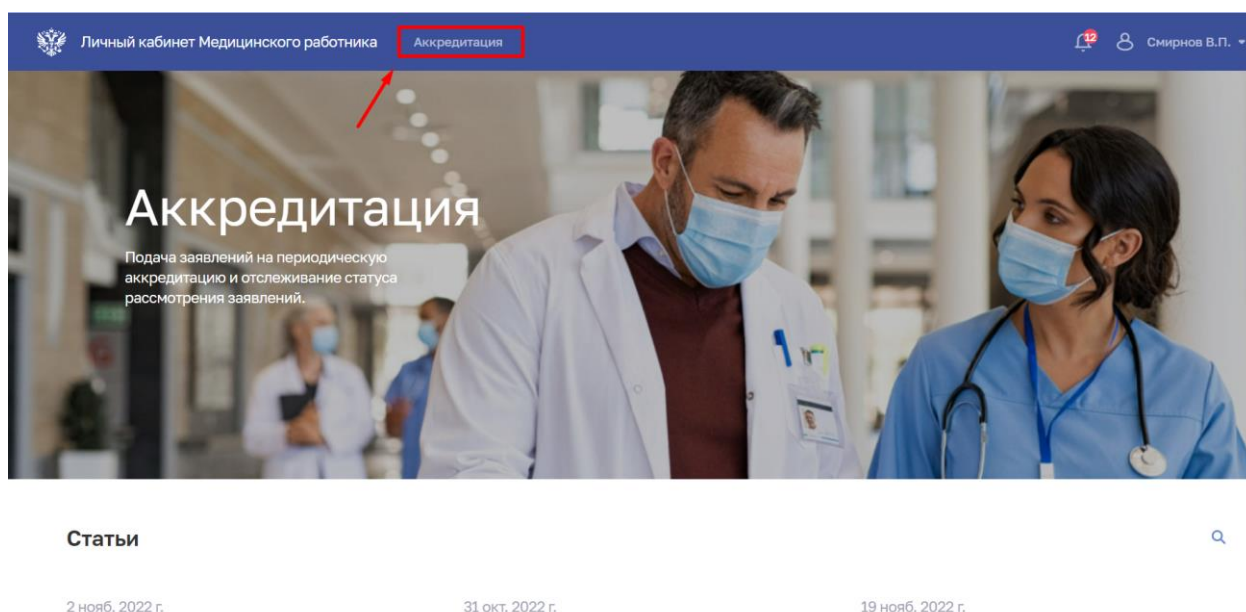 Личный кабинет Медицинского работника Аккредитация 12 Смирнов В.П.
Аккредитация
Подача заявлений на периодическую
аккредитацию и отслеживание статуса
рассмотрения заявлений.
Статьи
2 нояб. 2022 г. 31 окт. 2022 г. 19 нояб. 2022 г.